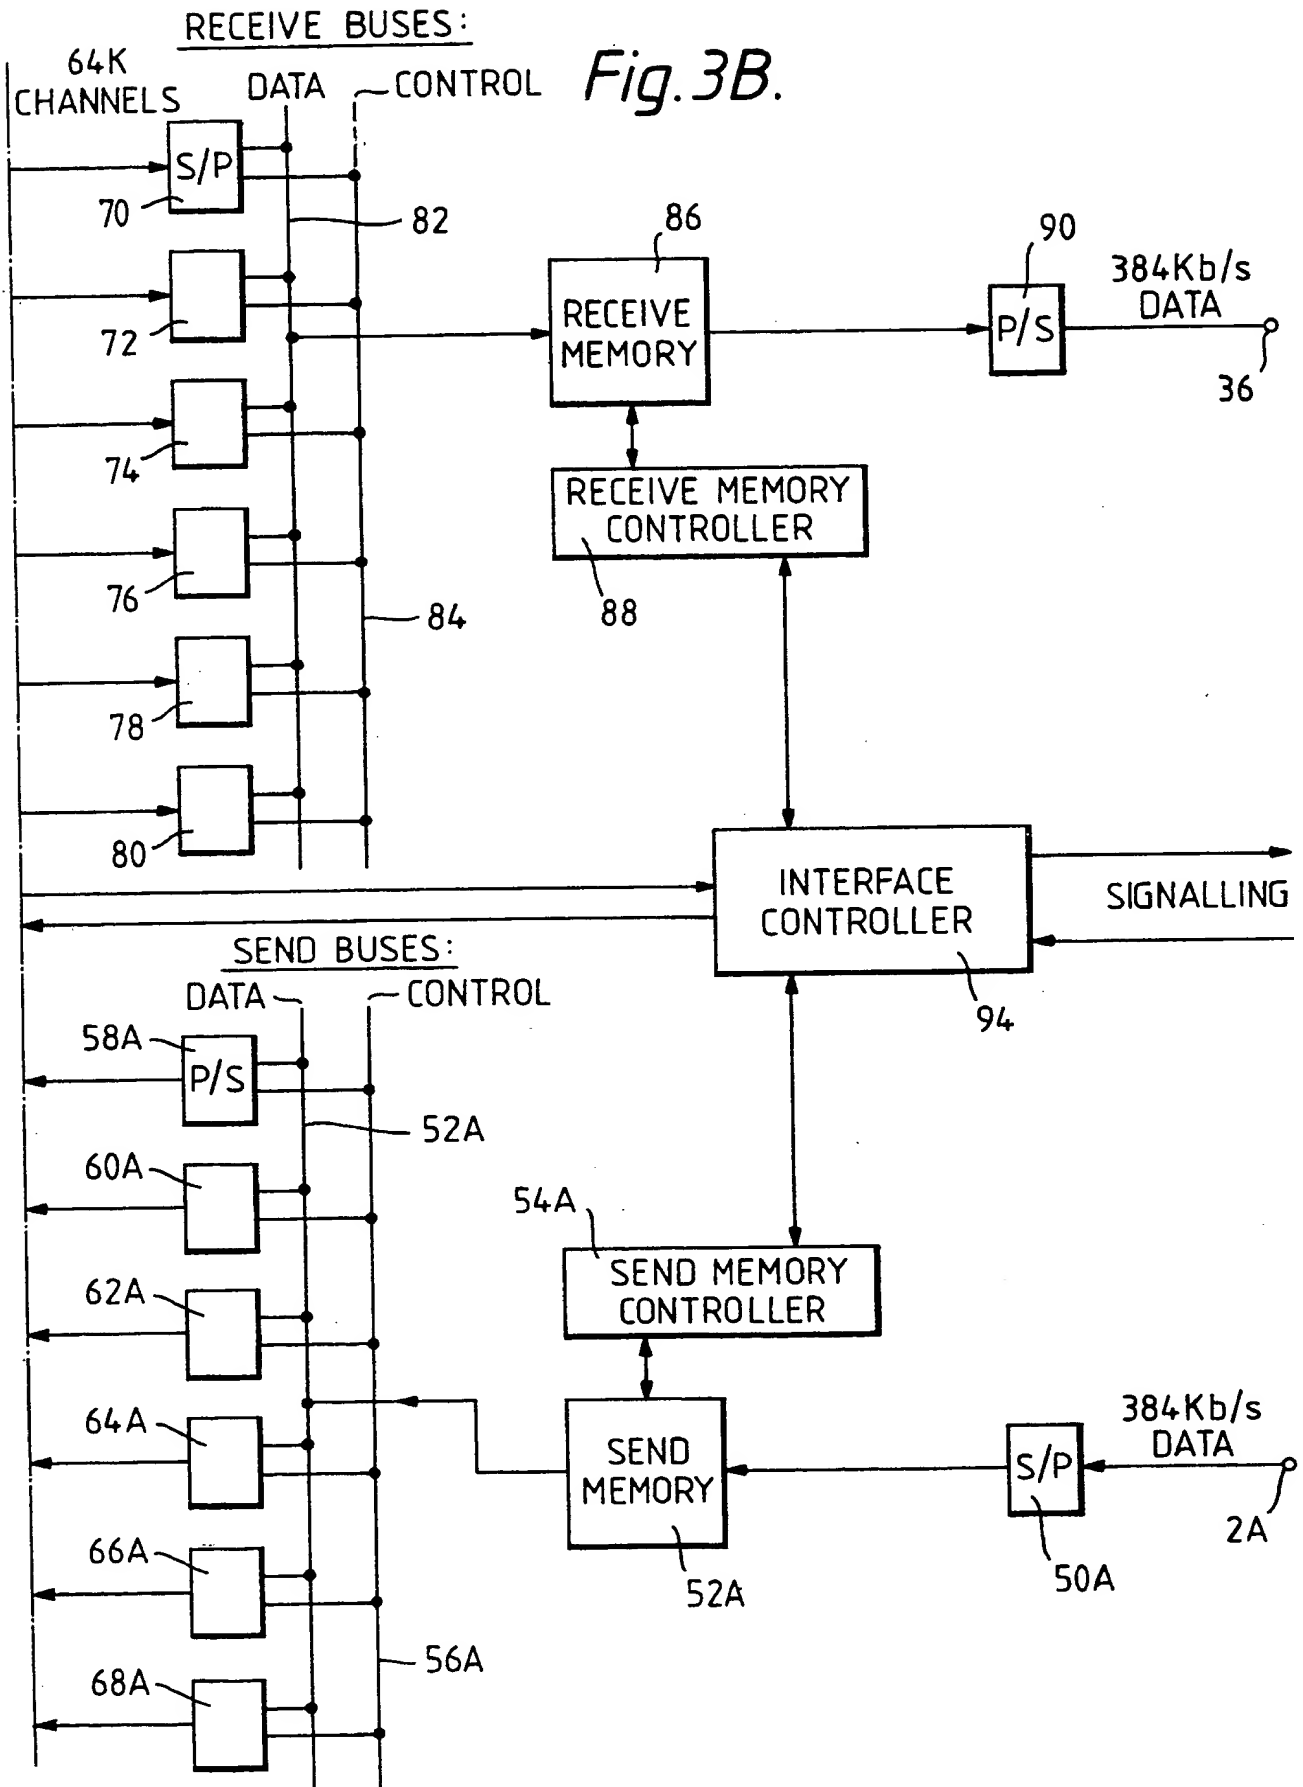 RECEIVE BUSES:
Fig.3B.
64K
CHANNELS
DATA
CONTROL
S/P
70
82
72
74
76
84
78
80
86
RECEIVE
MEMORY
90
P/S
384Kb/s
DATA
36
RECEIVE MEMORY
CONTROLLER
88
INTERFACE
CONTROLLER
94
SIGNALLING
SEND BUSES:
DATA
CONTROL
58A
P/S
52A
60A
62A
64A
66A
56A
68A
54A
SEND MEMORY
CONTROLLER
SEND
MEMORY
52A
S/P
50A
384Kb/s
DATA
2A